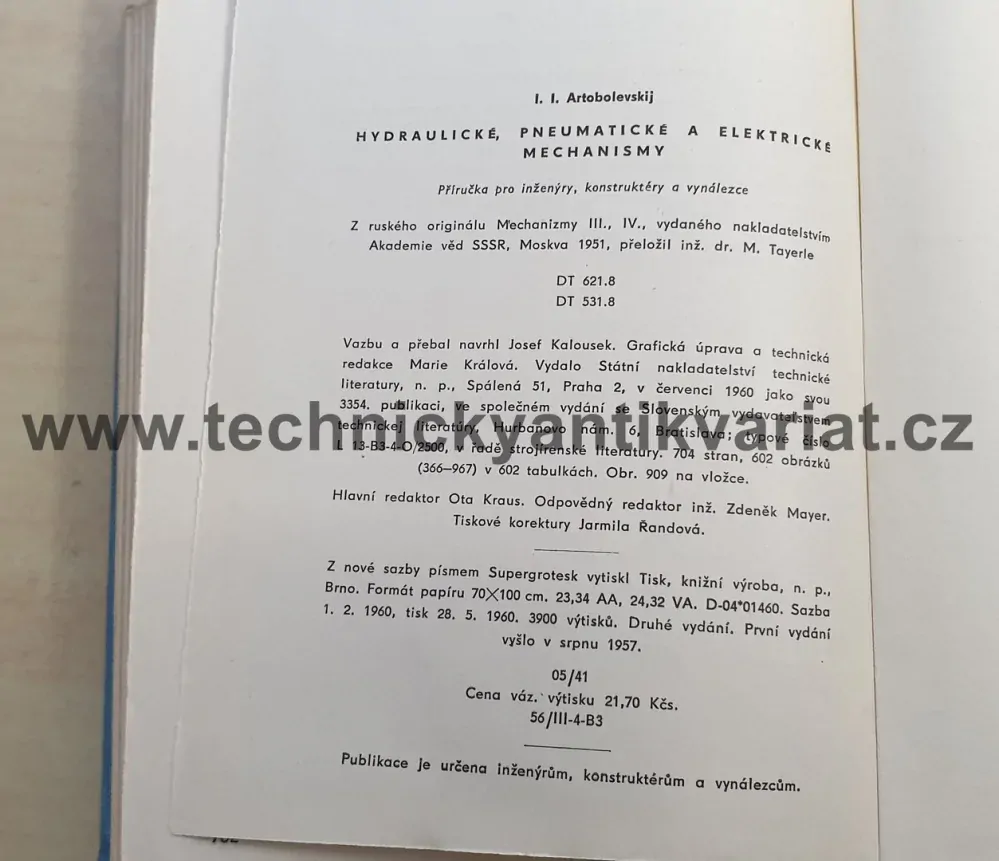 I. I. Artobolevskij
HYDRAULICKÉ, PNEUMATICKÉ A ELEKTRICKÉ
MECHANISMY
Příručka pro inženýry, konstruktéry a vynálezce
Z ruského originálu Mechanizmy III., IV., vydaného nakladatelstvím
Akademie věd SSSR, Moskva 1951, přeložil inž. dr. M. Tayerle
DT 621.8
DT 531.8
Vazbu a přebal navrhl Josef Kalousek. Grafická úprava a technická
redakce Marie Králová. Vydalo Státní nakladatelství technické
literatury, n. p., Spálená 51, Praha 2, v červenci 1960 jako svou
3354. publikaci, ve společném vydání se Slovenským vydavateľstvem
www.technickyantikvariat.cz
technickej literatúry, Hurbanovo nám. 6, Bratislava; typové číslo
L 13-B3-4-O/2500, v řadě strojírenské literatury. 704 stran, 602 obrázků
(366—967) v 602 tabulkách. Obr. 909 na vložce.
Hlavní redaktor Ota Kraus. Odpovědný redaktor inž. Zdeněk Mayer.
Tiskové korektury Jarmila Řandová.
Z nové sazby písmem Supergrotesk vytiskl Tisk, knižní výroba, n. p.,
Brno. Formát papíru 70×100 cm. 23,34 AA, 24,32 VA. D-04*01460. Sazba
1. 2. 1960, tisk 28. 5. 1960. 3900 výtisků. Druhé vydání. První vydání
vyšlo v srpnu 1957.
05/41
Cena váz. výtisku 21,70 Kčs.
56/III-4-B3
Publikace je určena inženýrům, konstruktérům a vynálezcům.